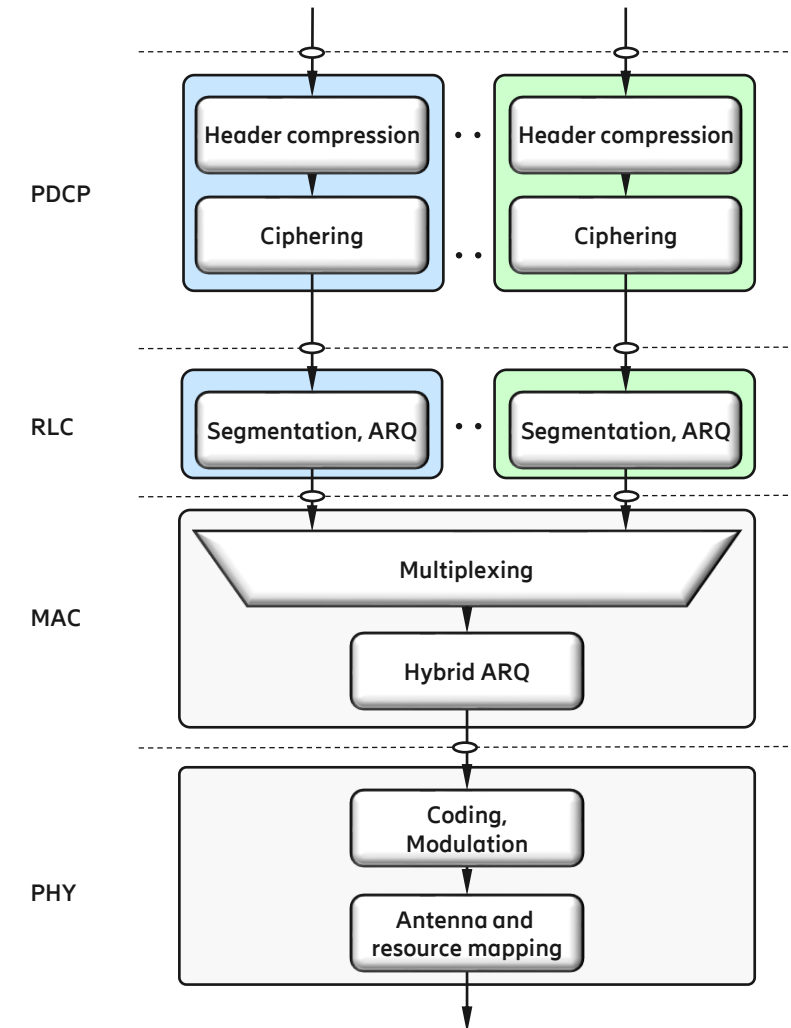 Header compression
Header compression
PDCP
Ciphering
Ciphering
RLC
Segmentation, ARQ
Segmentation, ARQ
Multiplexing
MAC
Hybrid ARQ
Coding,
Modulation
PHY
Antenna and
resource mapping